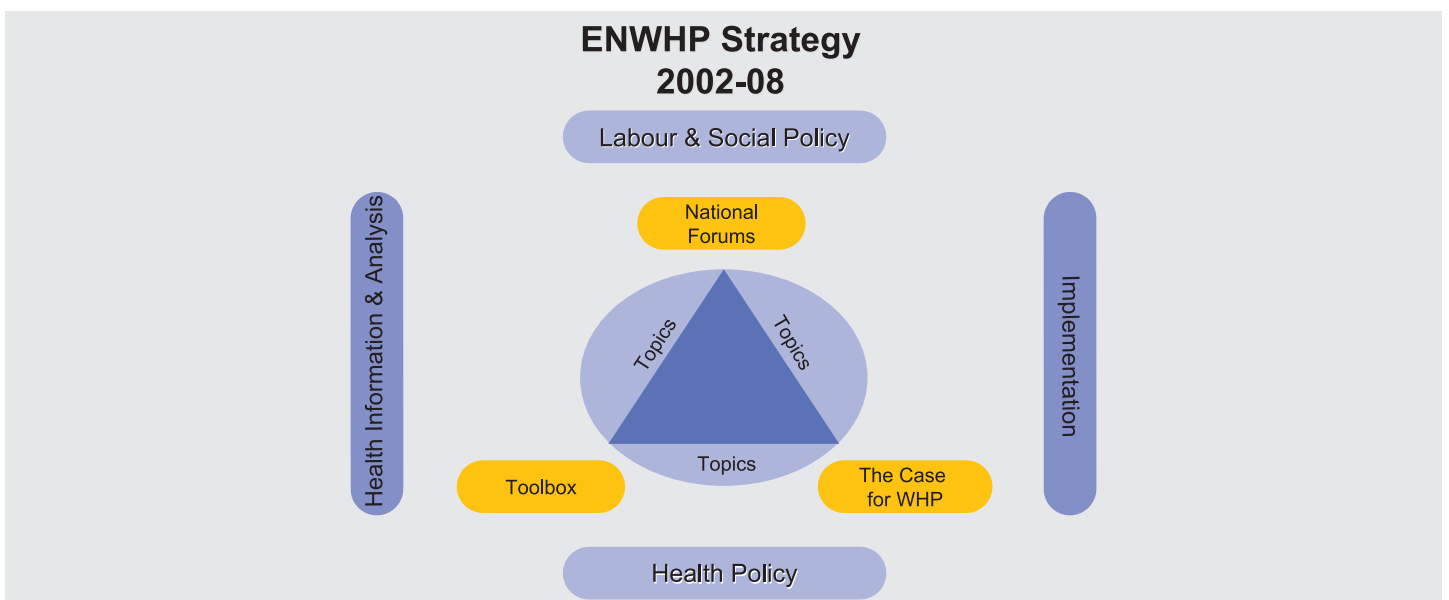 ENWHP Strategy
2002-08
Labour & Social Policy
Health Information & Analysis
National
Forums
Implementation
Topics
Topics
Topics
Toolbox
The Case
for WHP
Health Policy